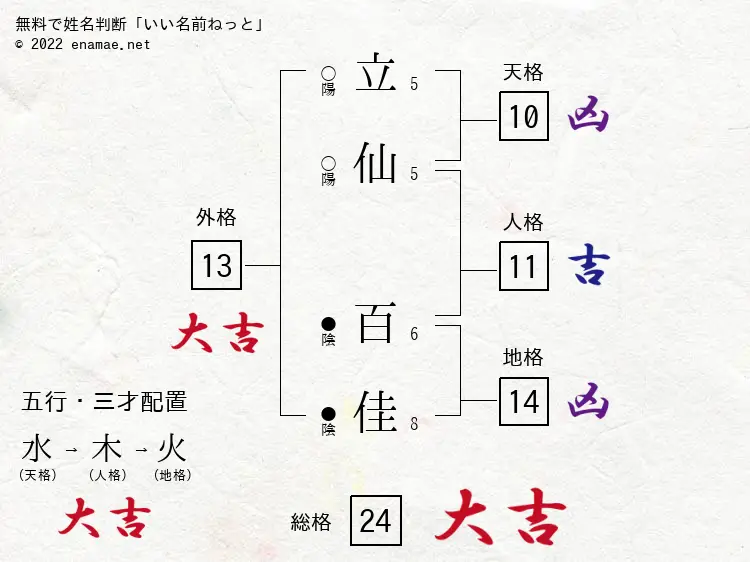 無料で姓名判断「いい名前ねっと」
© 2022 enamae.net
○陽 立 5
○陽 仙 5
●陰 百 6
●陰 佳 8
天格
10 凶
人格
11 吉
地格
14 凶
外格
13
大吉
五行・三才配置
水→木→火
(天格) (人格) (地格)
大吉
総格 24 大吉